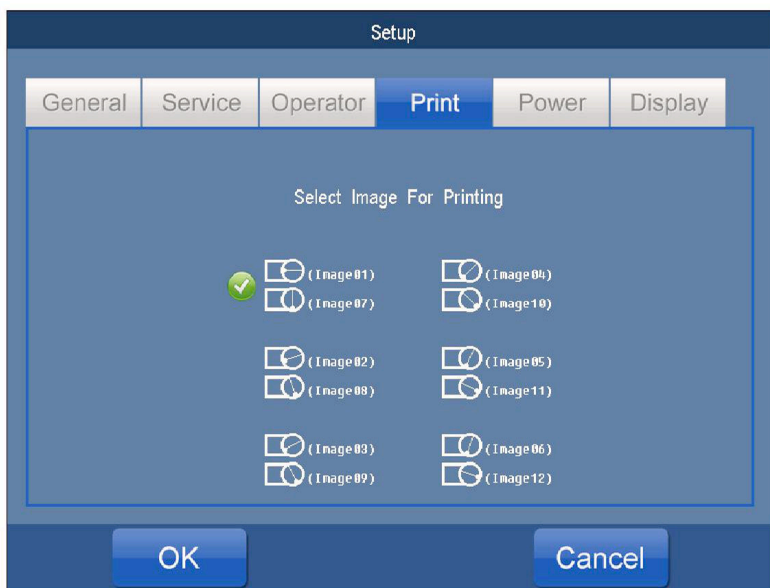 Setup
General Service Operator Print Power Display
Select Image For Printing
(Image01) (Image04)
(Image07) (Image10)
(Image02) (Image05)
(Image08) (Image11)
(Image03) (Image06)
(Image09) (Image12)
OK Cancel